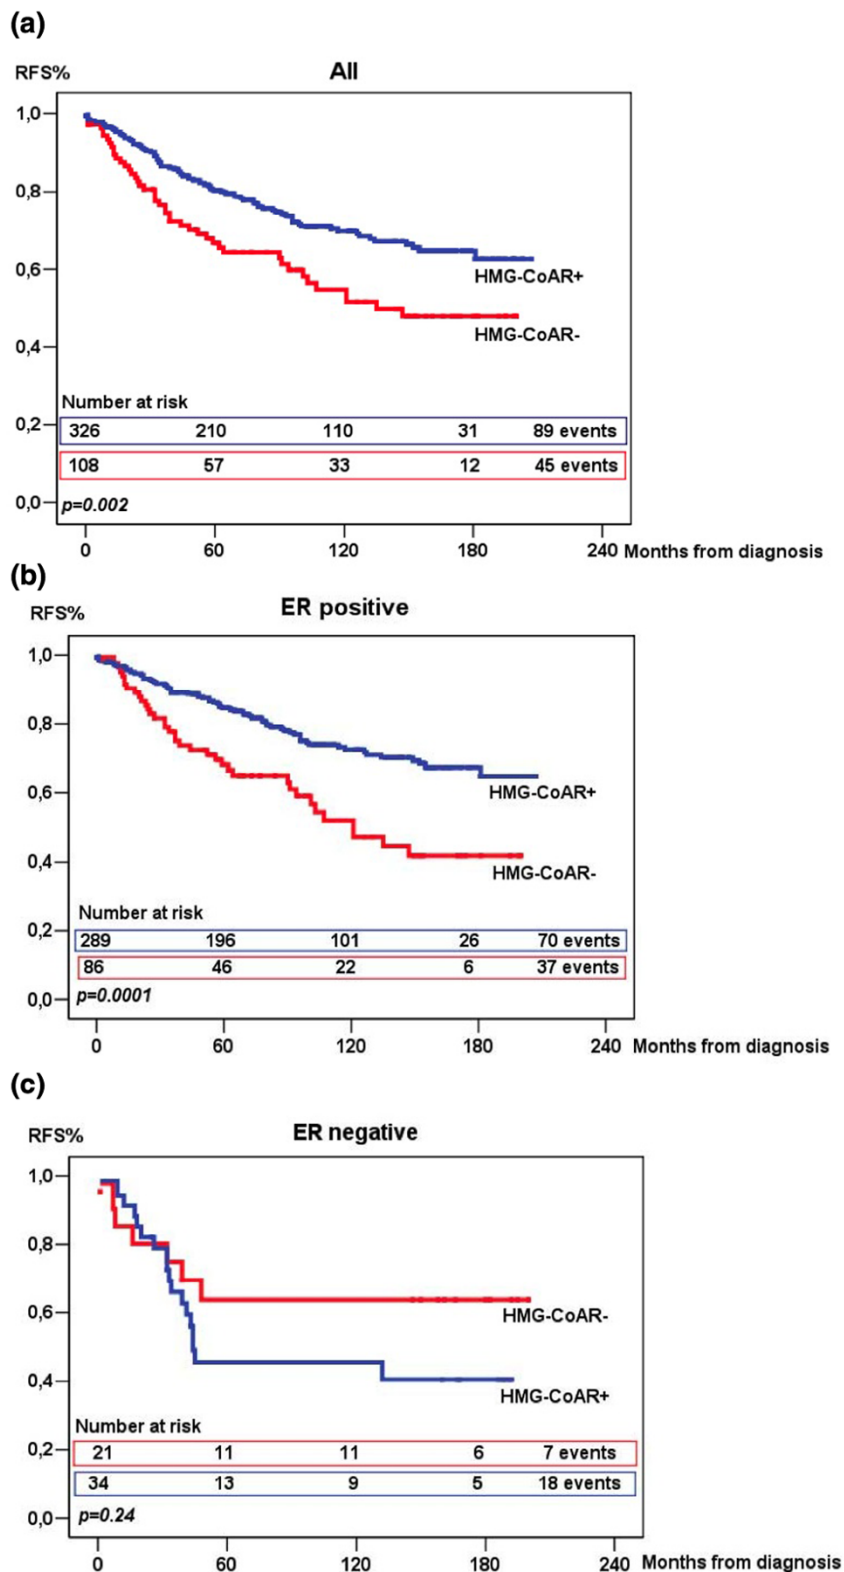 (a)
All
RFS%
1,0
0,8
0,6
HMG-CoAR+
HMG-CoAR-
0,4
Number at risk
0,2
326 210 110 31 89 events
108 57 33 12 45 events
0,0
p=0.002
0 60 120 180 240 Months from diagnosis
(b)
ER positive
RFS%
1,0
0,8
0,6
HMG-CoAR+
0,4
HMG-CoAR-
Number at risk
0,2
289 196 101 26 70 events
86 46 22 6 37 events
0,0
p=0.0001
0 60 120 180 240 Months from diagnosis
(c)
ER negative
RFS%
1,0
0,8
0,6
HMG-CoAR-
0,4
HMG-CoAR+
Number at risk
0,2
21 11 11 6 7 events
34 13 9 5 18 events
0,0
p=0.24
0 60 120 180 240 Months from diagnosis